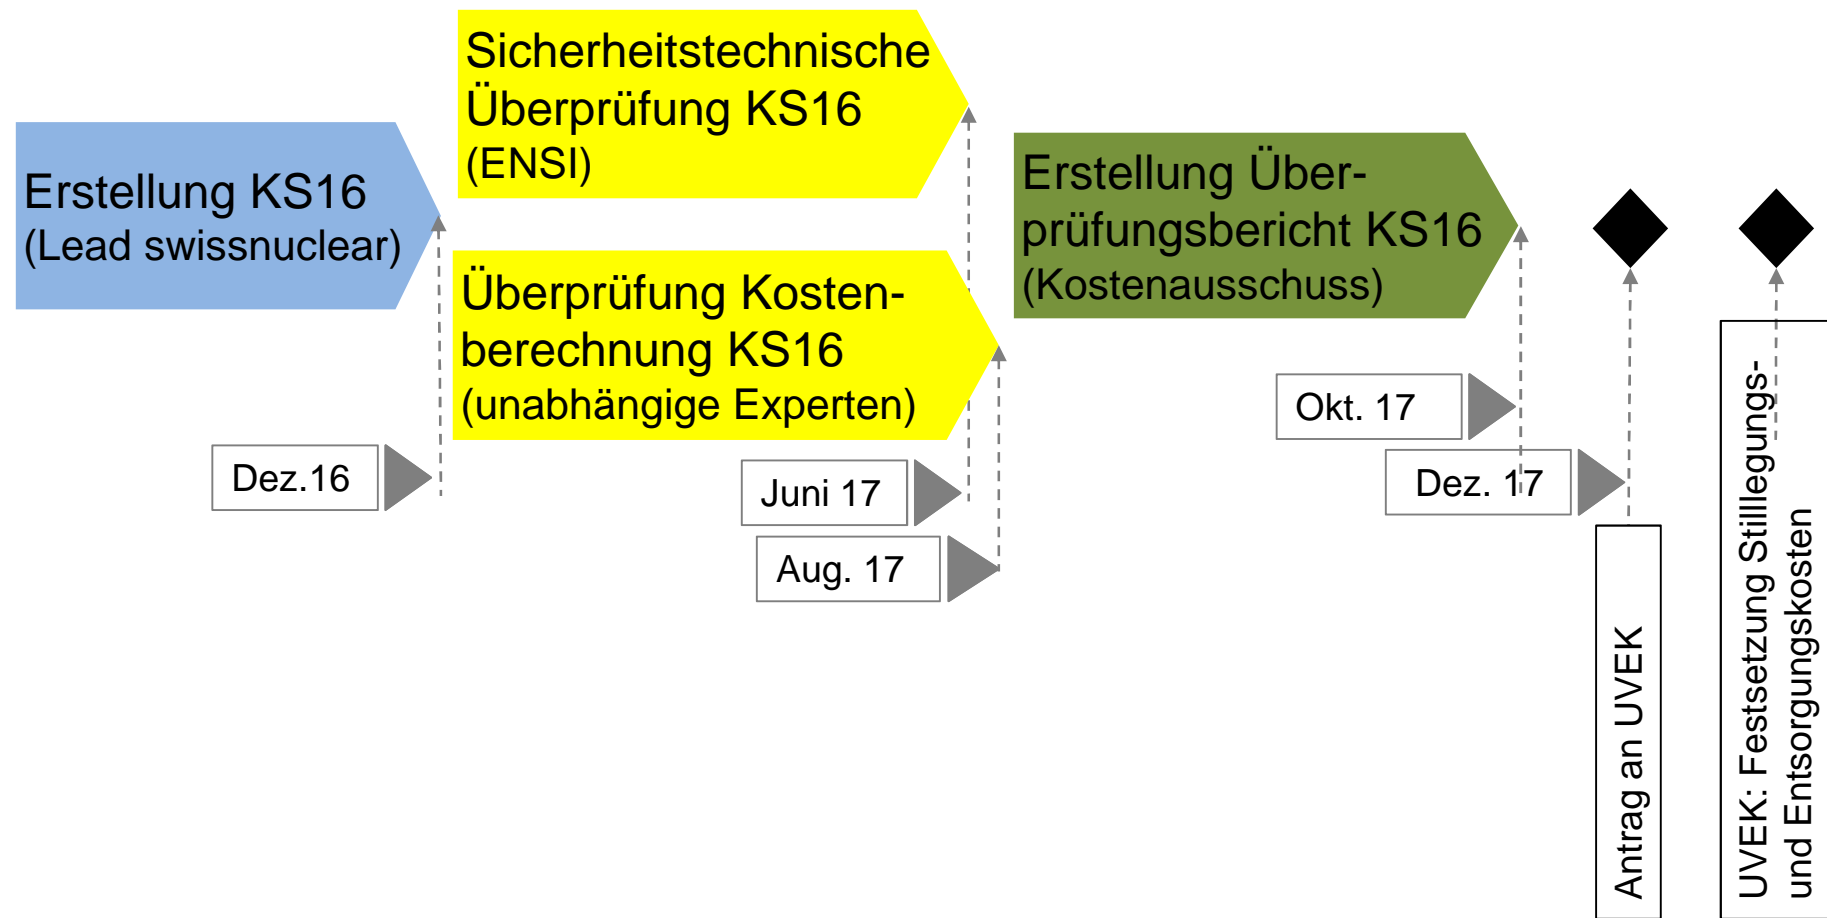 Sicherheitstechnische
Überprüfung KS16
(ENSI)
Erstellung KS16
(Lead swissnuclear)
Überprüfung Kosten-
berechnung KS16
(unabhängige Experten)
Erstellung Über-
prüfungsbericht KS16
(Kostenausschuss)
Dez.16
Juni 17
Aug. 17
Okt. 17
Dez. 17
Antrag an UVEK
UVEK: Festsetzung Stilllegungs-
und Entsorgungskosten